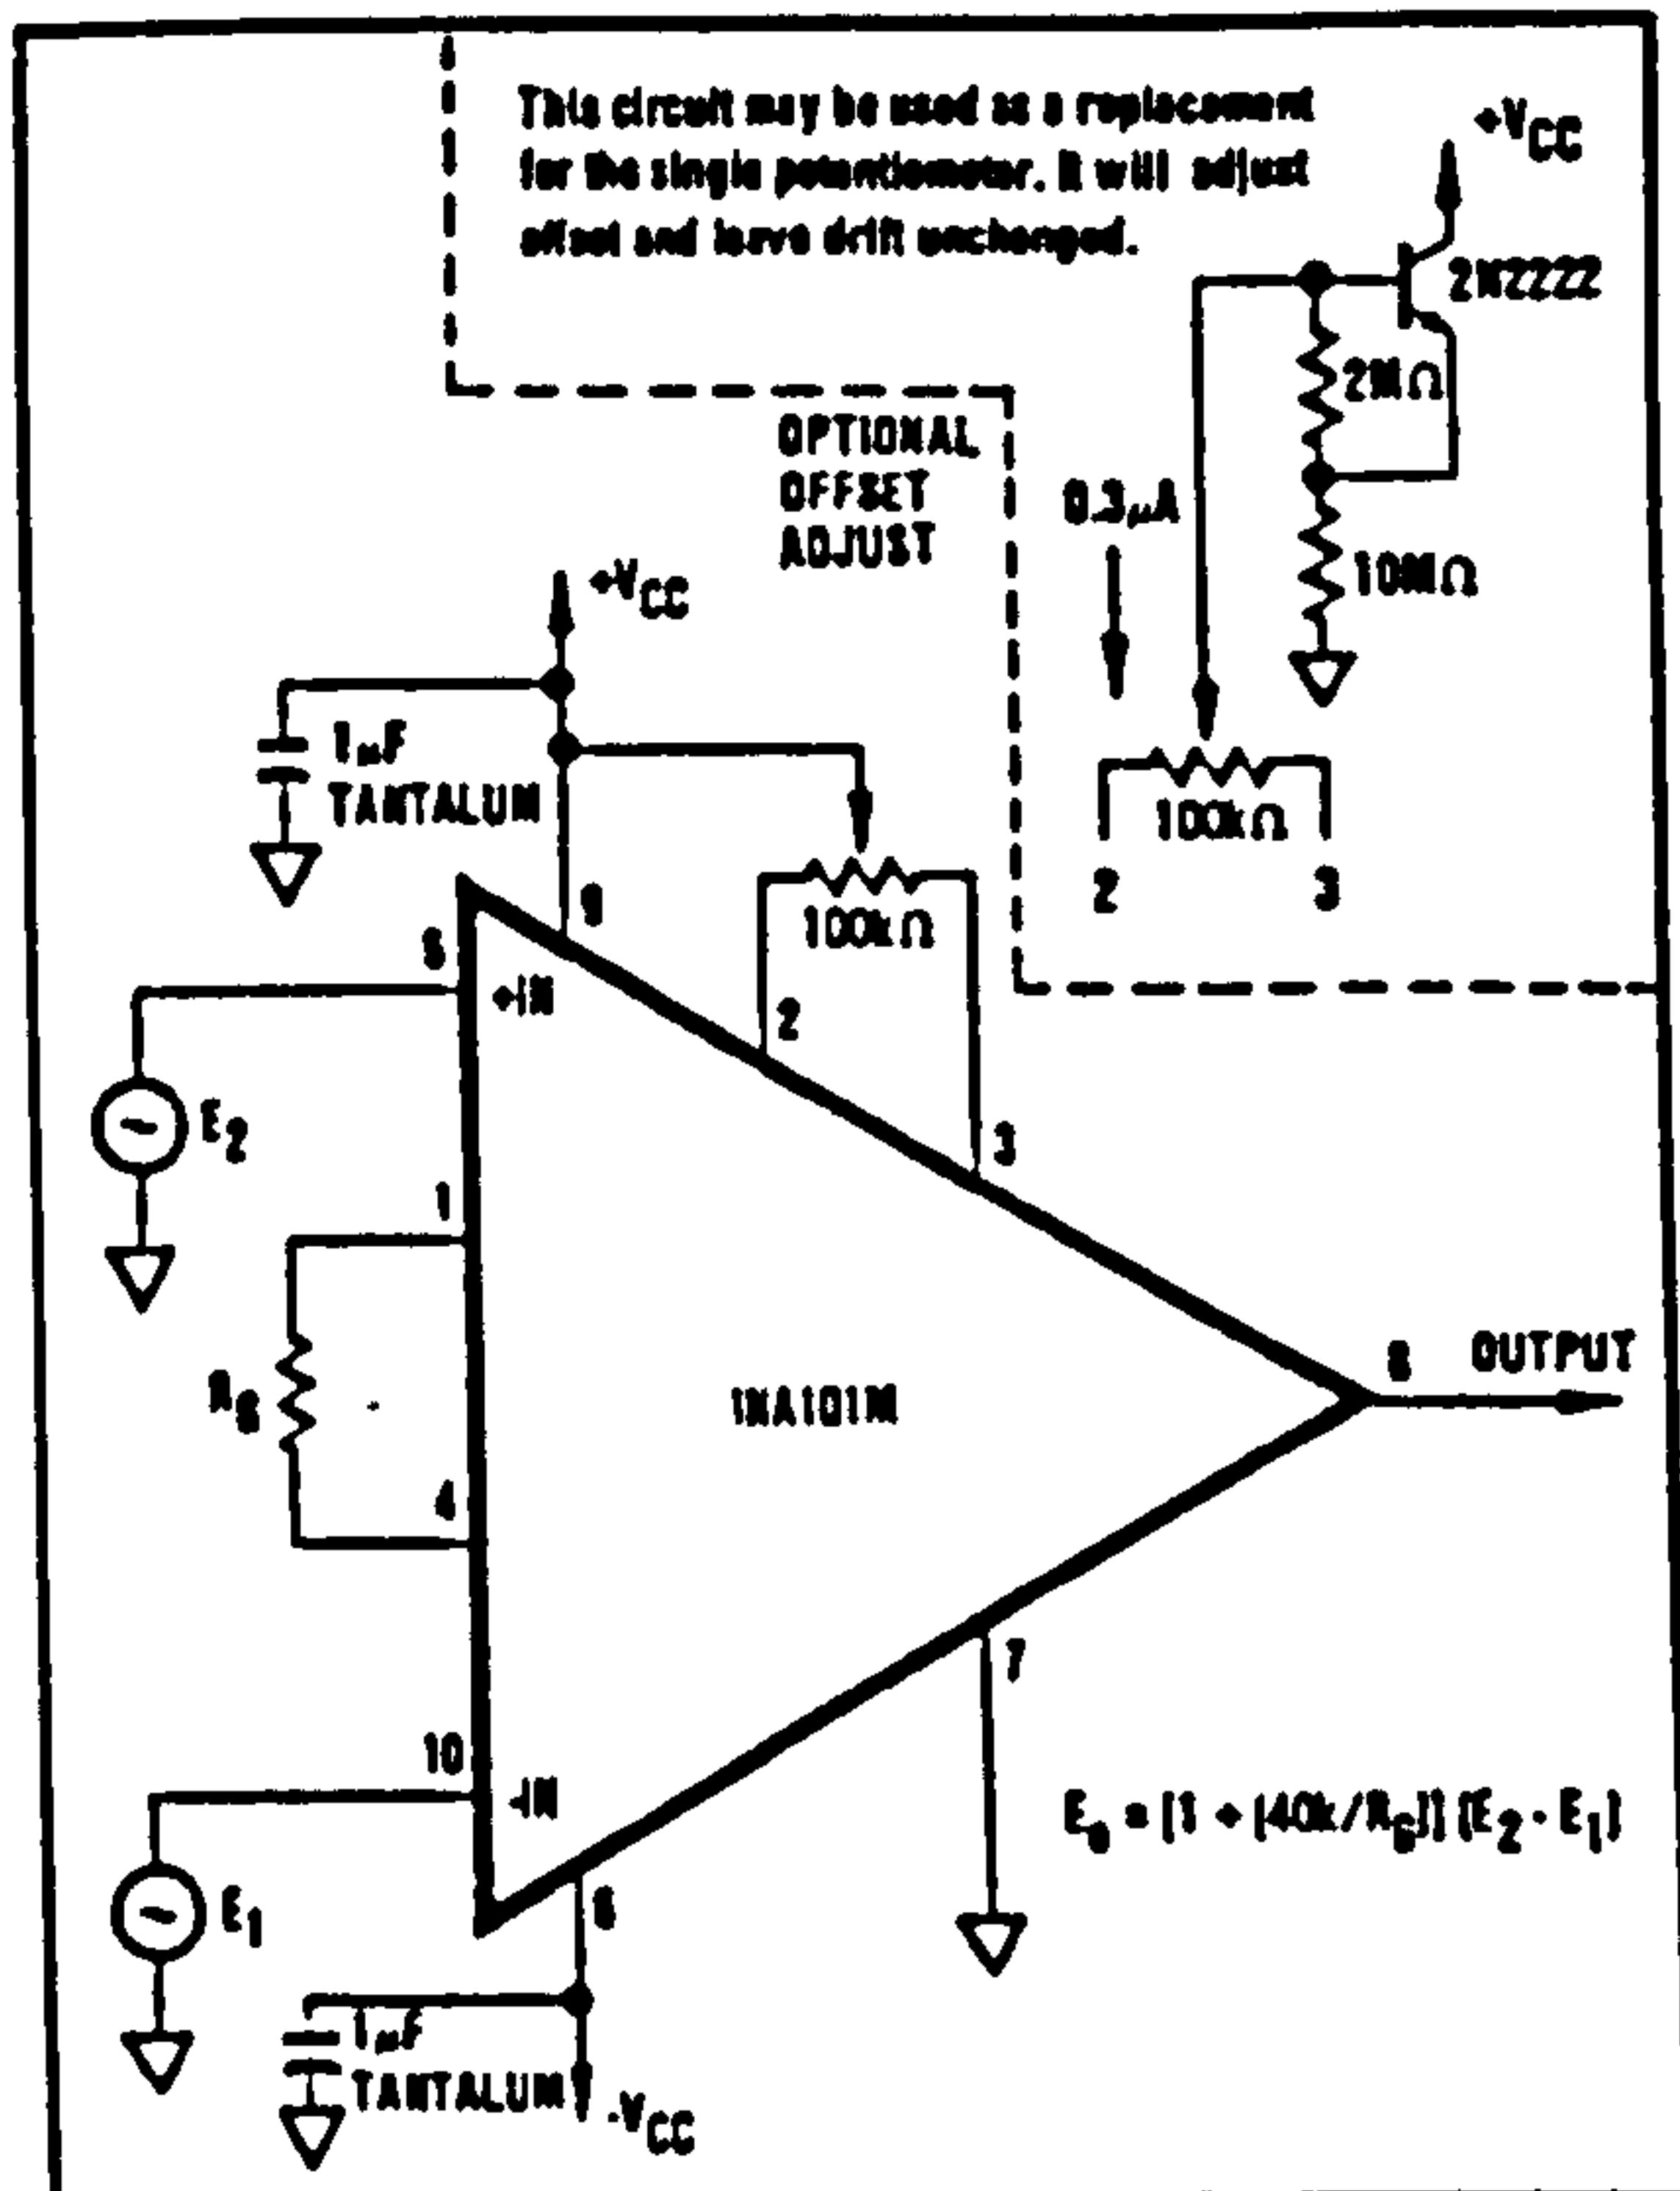 This circuit may be used as a replacement
for the single potentiometer. It will adjust
offset and leave drift unchanged.
+VCC
2N2222
2MΩ
10MΩ
0.3µA
100kΩ
2
3
OPTIONAL
OFFSET
ADJUST
+VCC
1µF
TANTALUM
9
100kΩ
2
3
5
+IN
E2
1
RG
4
INA101M
8
OUTPUT
10
-IN
E1
7
6
E0 = [1 + (40k/RG)] (E2 - E1)
1µF
TANTALUM
-VCC